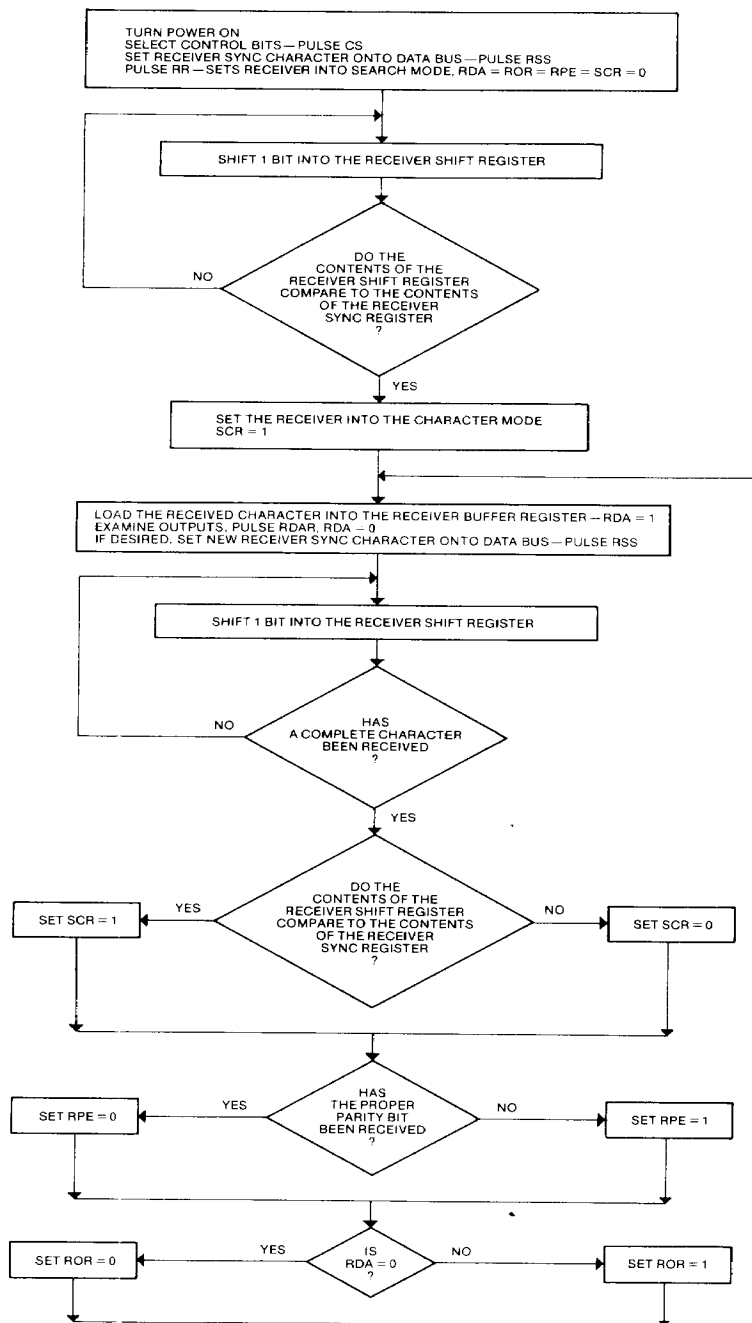 TURN POWER ON
SELECT CONTROL BITS—PULSE CS
SET RECEIVER SYNC CHARACTER ONTO DATA BUS—PULSE RSS
PULSE RR—SETS RECEIVER INTO SEARCH MODE, RDA = ROR = RPE = SCR = 0
SHIFT 1 BIT INTO THE RECEIVER SHIFT REGISTER
DO THE
CONTENTS OF THE
RECEIVER SHIFT REGISTER
COMPARE TO THE CONTENTS
OF THE RECEIVER
SYNC REGISTER
?
NO
YES
SET THE RECEIVER INTO THE CHARACTER MODE
SCR = 1
LOAD THE RECEIVED CHARACTER INTO THE RECEIVER BUFFER REGISTER—RDA = 1
EXAMINE OUTPUTS, PULSE RDAR, RDA = 0
IF DESIRED, SET NEW RECEIVER SYNC CHARACTER ONTO DATA BUS—PULSE RSS
SHIFT 1 BIT INTO THE RECEIVER SHIFT REGISTER
NO
HAS
A COMPLETE CHARACTER
BEEN RECEIVED
?
YES
DO THE
CONTENTS OF THE
RECEIVER SHIFT REGISTER
COMPARE TO THE CONTENTS
OF THE RECEIVER
SYNC REGISTER
?
YES
NO
SET SCR = 1
SET SCR = 0
HAS
THE PROPER
PARITY BIT
BEEN RECEIVED
?
YES
NO
SET RPE = 0
SET RPE = 1
IS
RDA = 0
?
YES
NO
SET ROR = 0
SET ROR = 1